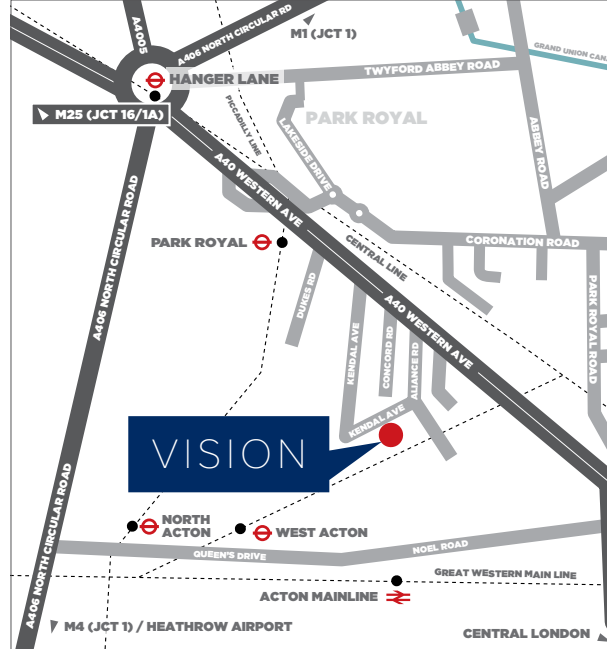 A4005
A406 NORTH CIRCULAR RD
M1 (JCT 1)
GRAND UNION CAN
HANGER LANE
TWYFORD ABBEY ROAD
M25 (JCT 16/1A)
PICCADILLY LINE
PARK ROYAL
LAKESIDE DRIVE
ABBEY ROAD
A40 WESTERN AVE
A406 NORTH CIRCULAR ROAD
PARK ROYAL
CENTRAL LINE
CORONATION ROAD
DUKES RD
PARK ROYAL ROAD
A40 WESTERN AVE
KENDAL AVE
CONCORD RD
ALIANCE RD
KENDAL AVE
VISION
A406 NORTH CIRCULAR ROAD
NORTH
ACTON
WEST ACTON
QUEEN'S DRIVE
NOEL ROAD
GREAT WESTERN MAIN LINE
ACTON MAINLINE
M4 (JCT 1) / HEATHROW AIRPORT
CENTRAL LONDON